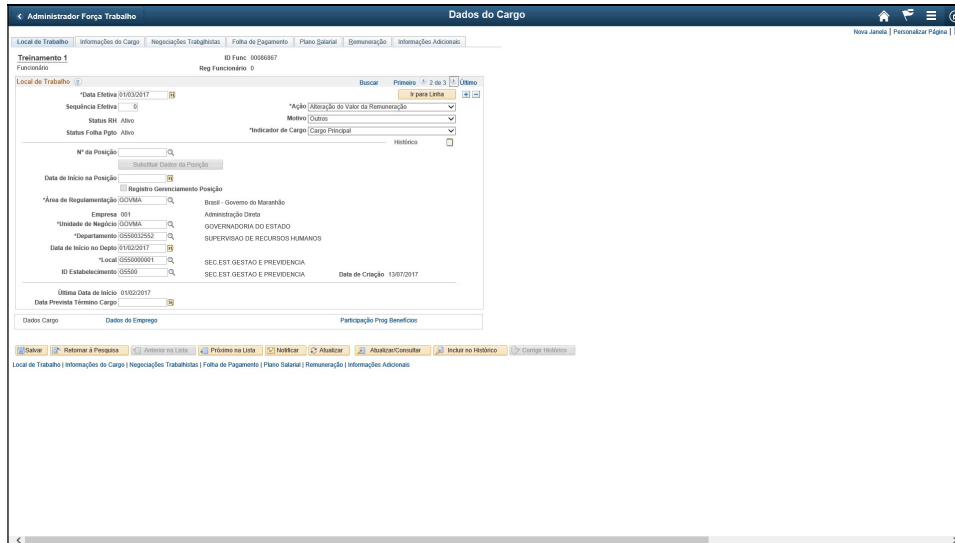 Administrador Força Trabalho
Dados do Cargo
Nova Janela | Personalizar Página |
Local de Trabalho Informações do Cargo Negociações Trabalhistas Folha de Pagamento Plano Salarial Remuneração Informações Adicionais
Treinamento 1 ID Func 00086867
Funcionário Reg Funcionário 0
Local de Trabalho Buscar Primeiro 2 de 3 Último
*Data Efetiva 01/03/2017 Ir para Linha
Sequência Efetiva 0 *Ação Alteração do Valor da Remuneração
Status RH Ativo Motivo Outros
Status Folha Pgto Ativo *Indicador de Cargo Cargo Principal
Histórico
Nº da Posição
Substituir Dados da Posição
Data de Início na Posição
Registro Gerenciamento Posição
*Área de Regulamentação GOVMA Brasil - Governo do Maranhão
Empresa 001 Administração Direta
*Unidade de Negócio GOVMA GOVERNADORIA DO ESTADO
*Departamento G550032552 SUPERVISAO DE RECURSOS HUMANOS
Data de Início no Depto 01/02/2017
*Local G550000001 SEC.EST.GESTAO E PREVIDENCIA
ID Estabelecimento G5500 SEC.EST.GESTAO E PREVIDENCIA Data de Criação 13/07/2017
Última Data de Início 01/02/2017
Data Prevista Término Cargo
Dados Cargo Dados do Emprego Participação Prog Benefícios
Salvar Retornar à Pesquisa Anterior na Lista Próximo na Lista Notificar Atualizar Atualizar/Consultar Incluir no Histórico Corrigir Histórico
Local de Trabalho | Informações do Cargo | Negociações Trabalhistas | Folha de Pagamento | Plano Salarial | Remuneração | Informações Adicionais